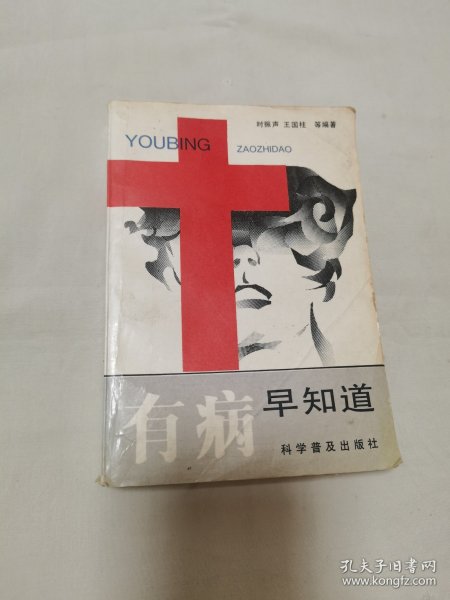 时振声 王国柱 等编著
YOUBING ZAOZHIDAO
有病早知道
科学普及出版社
孔夫子旧书网
www.kongfz.com